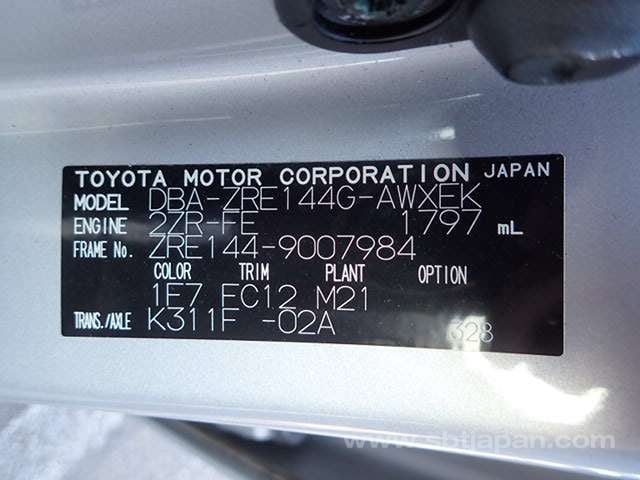 TOYOTA MOTOR CORPORATION JAPAN
MODEL DBA-ZRE144G-AWXEK
ENGINE 2ZR-FE 1797 mL
FRAME No. ZRE144-9007984
COLOR TRIM PLANT OPTION
1E7 FC12 M21
TRANS./AXLE K311F -02A 328
www.sbtjapan.com